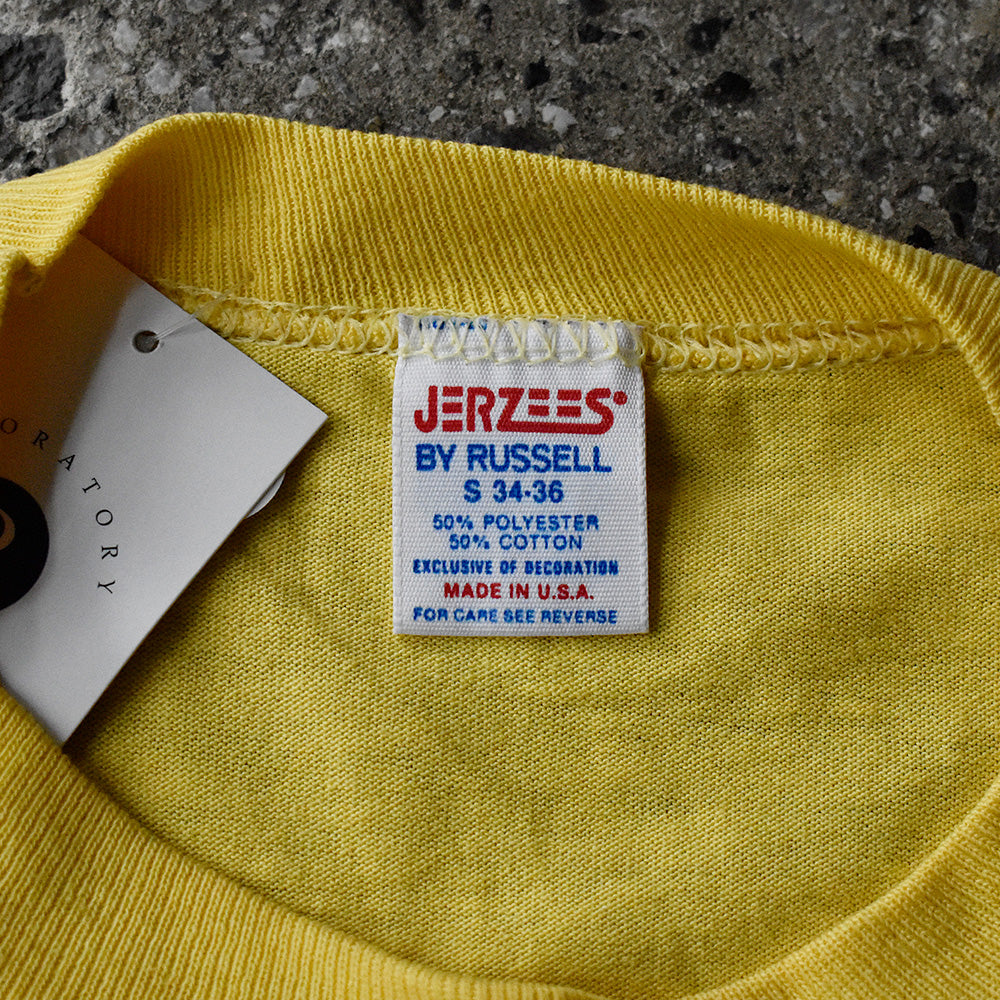 JERZEES
BY RUSSELL
S 34-36
50% POLYESTER
50% COTTON
EXCLUSIVE OF DECORATION
MADE IN U.S.A.
FOR CARE SEE REVERSE
ORATORY